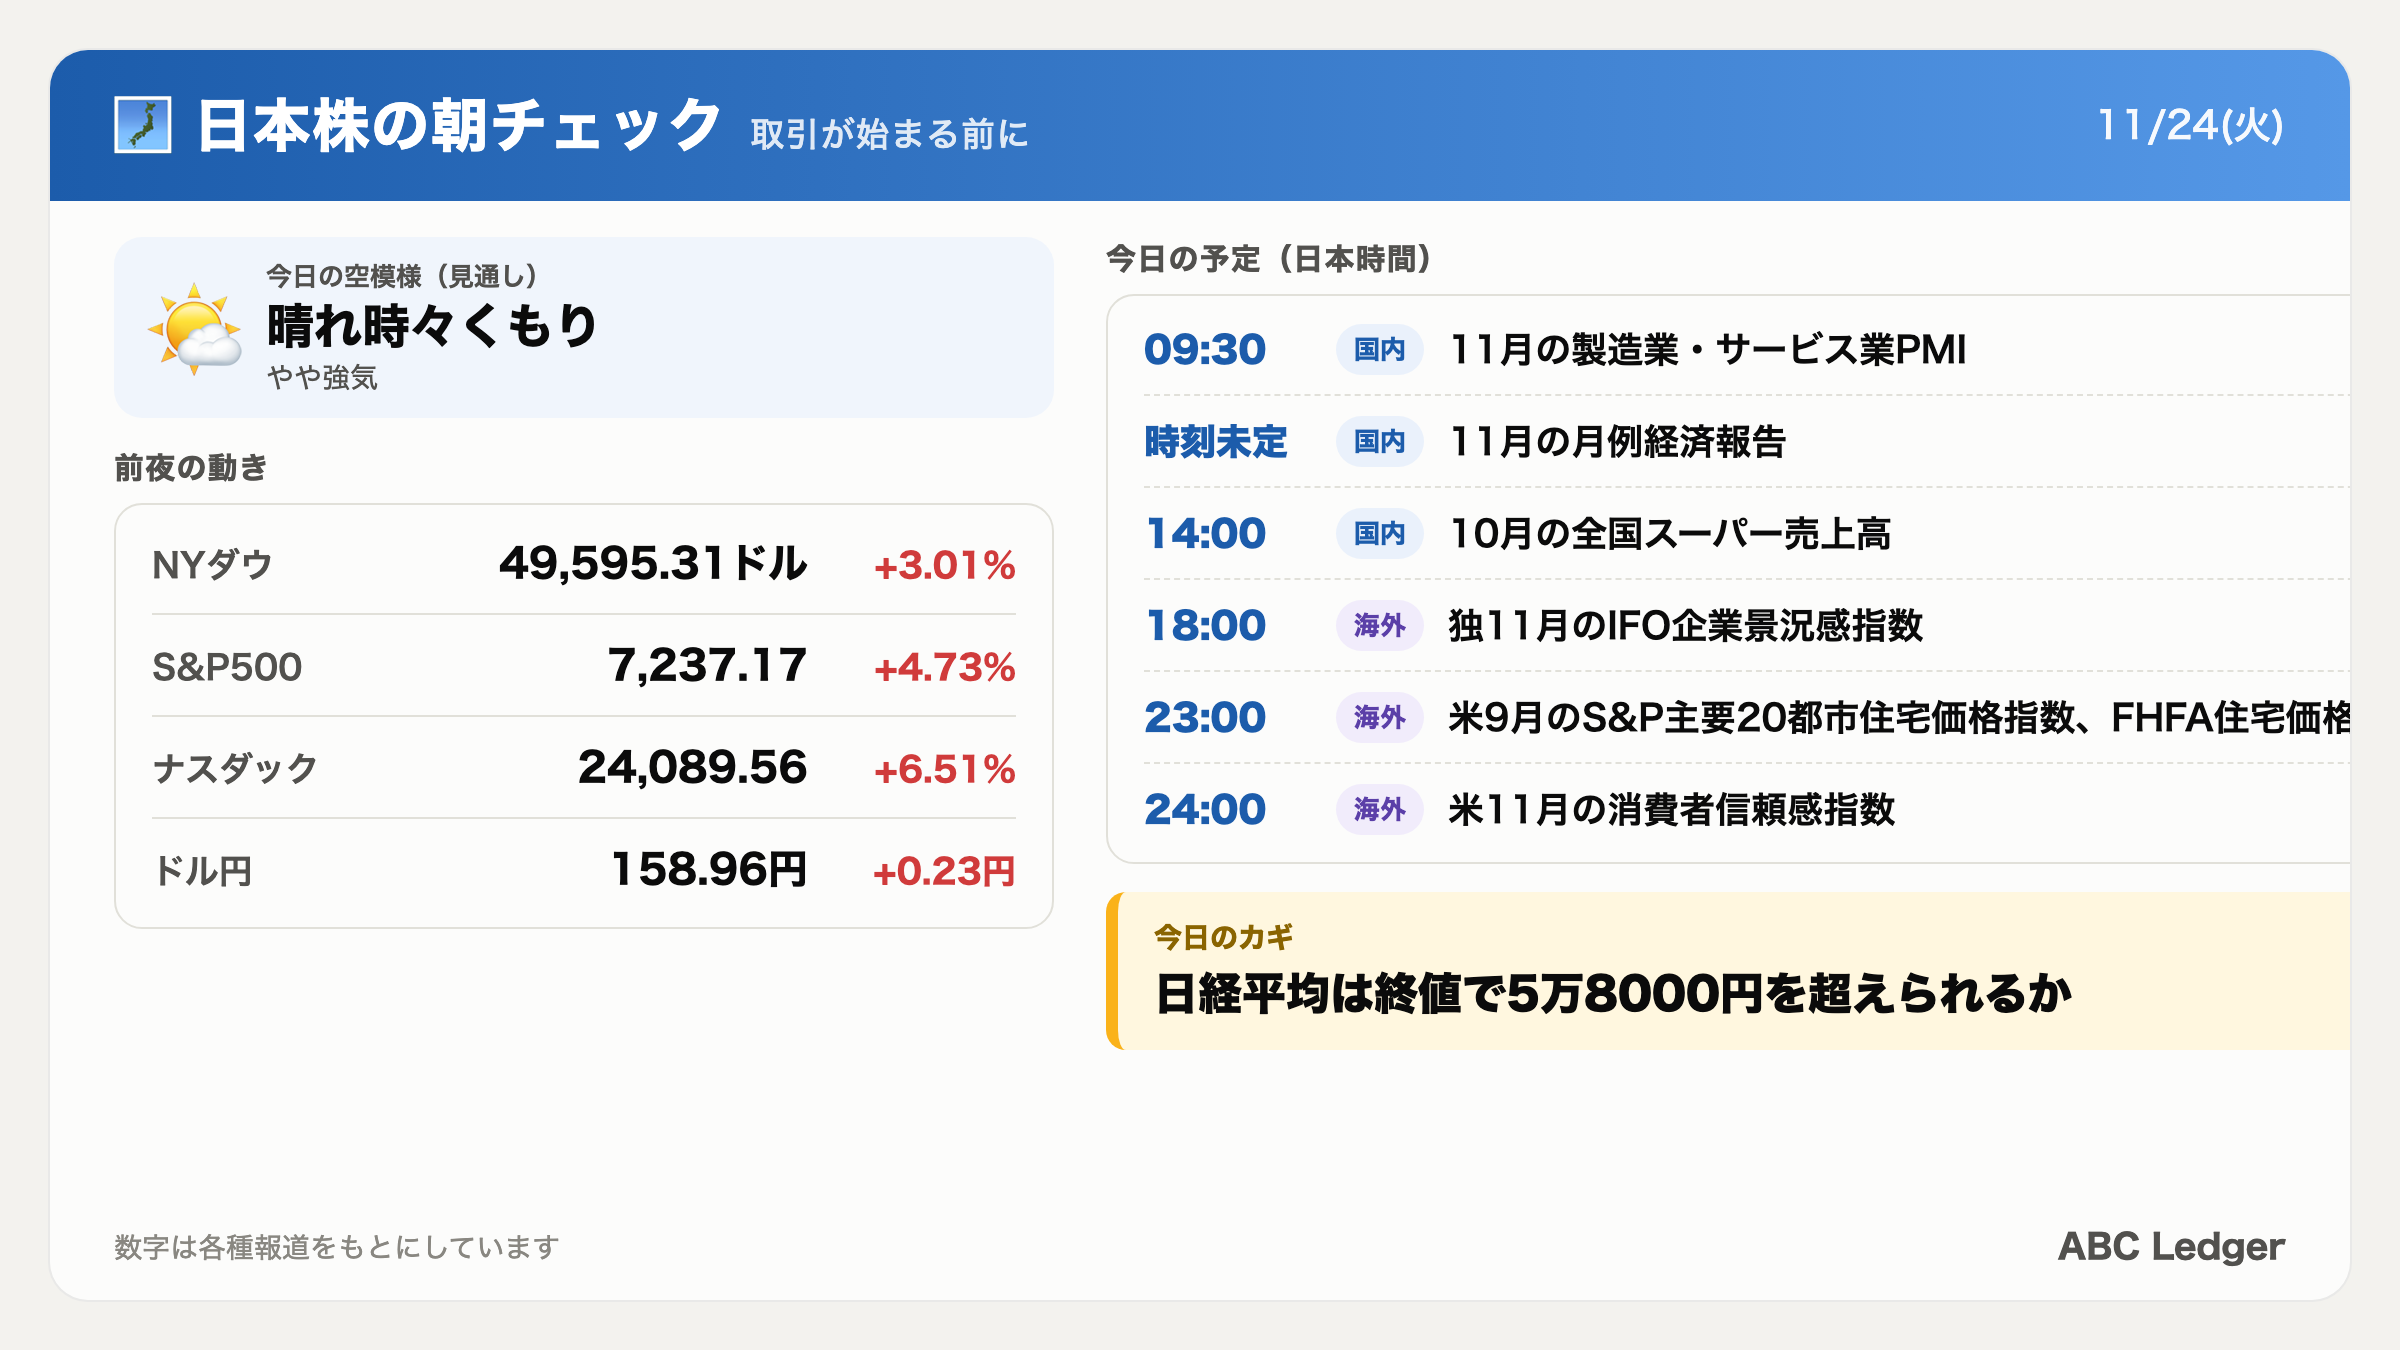 日本株の朝チェック 取引が始まる前に
11/24(火)
今日の空模様（見通し）
晴れ時々くもり
やや強気
前夜の動き
NYダウ 49,595.31ドル +3.01%
S&P500 7,237.17 +4.73%
ナスダック 24,089.56 +6.51%
ドル円 158.96円 +0.23円
今日の予定（日本時間）
09:30 国内 11月の製造業・サービス業PMI
時刻未定 国内 11月の月例経済報告
14:00 国内 10月の全国スーパー売上高
18:00 海外 独11月のIFO企業景況感指数
23:00 海外 米9月のS&P主要20都市住宅価格指数、FHFA住宅価格
24:00 海外 米11月の消費者信頼感指数
今日のカギ
日経平均は終値で5万8000円を超えられるか
数字は各種報道をもとにしています
ABC Ledger